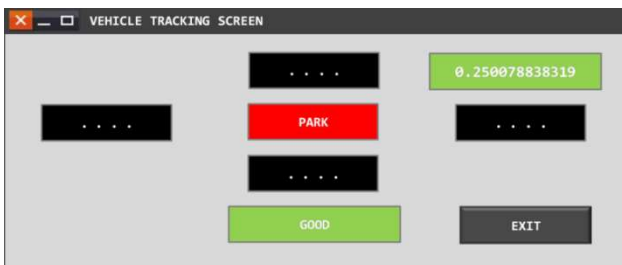 VEHICLE TRACKING SCREEN
. . . .
0.250078838319
. . . .
PARK
. . . .
. . . .
GOOD
EXIT